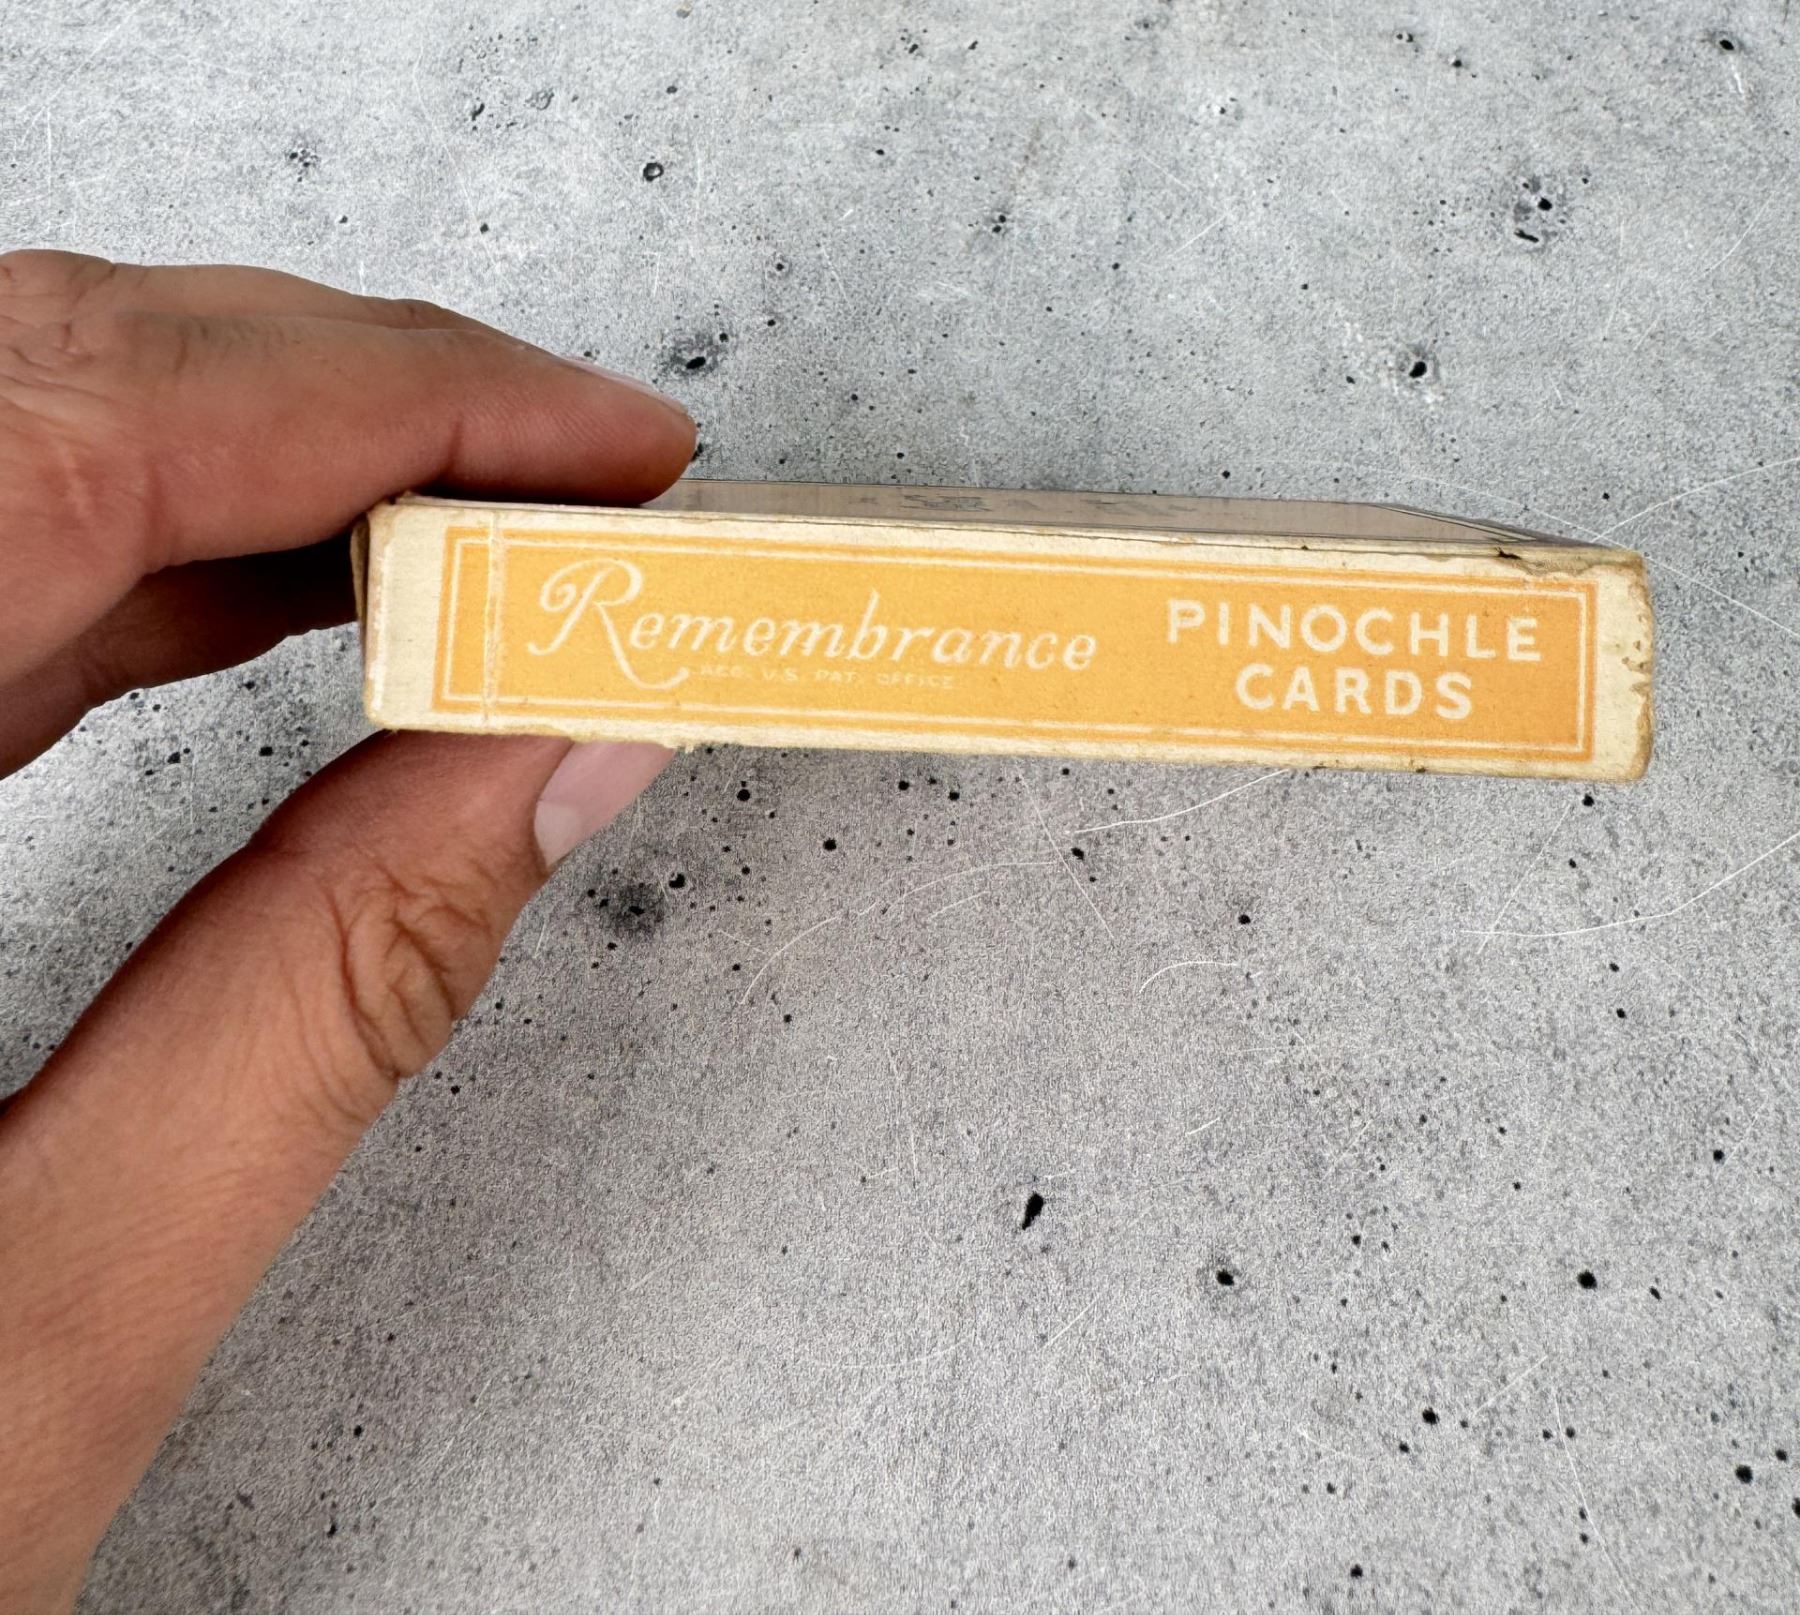 Remembrance
REG. U.S. PAT. OFFICE
PINOCHLE
CARDS